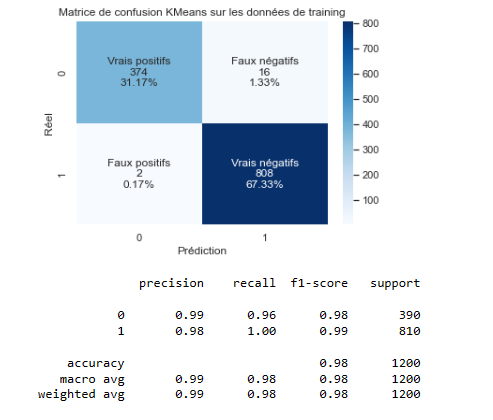 Matrice de confusion KMeans sur les données de training
Vrais positifs
374
31.17%
Faux négatifs
16
1.33%
Faux positifs
2
0.17%
Vrais négatifs
808
67.33%
0
1
Réel
0
1
Prédiction
800
700
600
500
400
300
200
100
precision recall f1-score support
0 0.99 0.96 0.98 390
1 0.98 1.00 0.99 810
accuracy 0.98 1200
macro avg 0.99 0.98 0.98 1200
weighted avg 0.99 0.98 0.98 1200